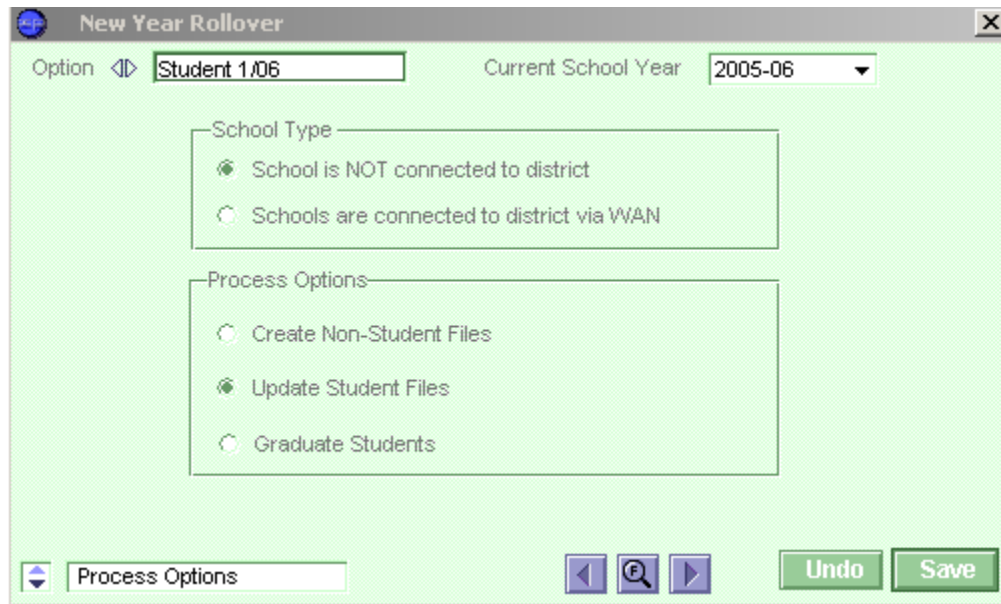 New Year Rollover
Option Student 1/06 Current School Year 2005-06
School Type
School is NOT connected to district
Schools are connected to district via WAN
Process Options
Create Non-Student Files
Update Student Files
Graduate Students
Process Options F Undo Save